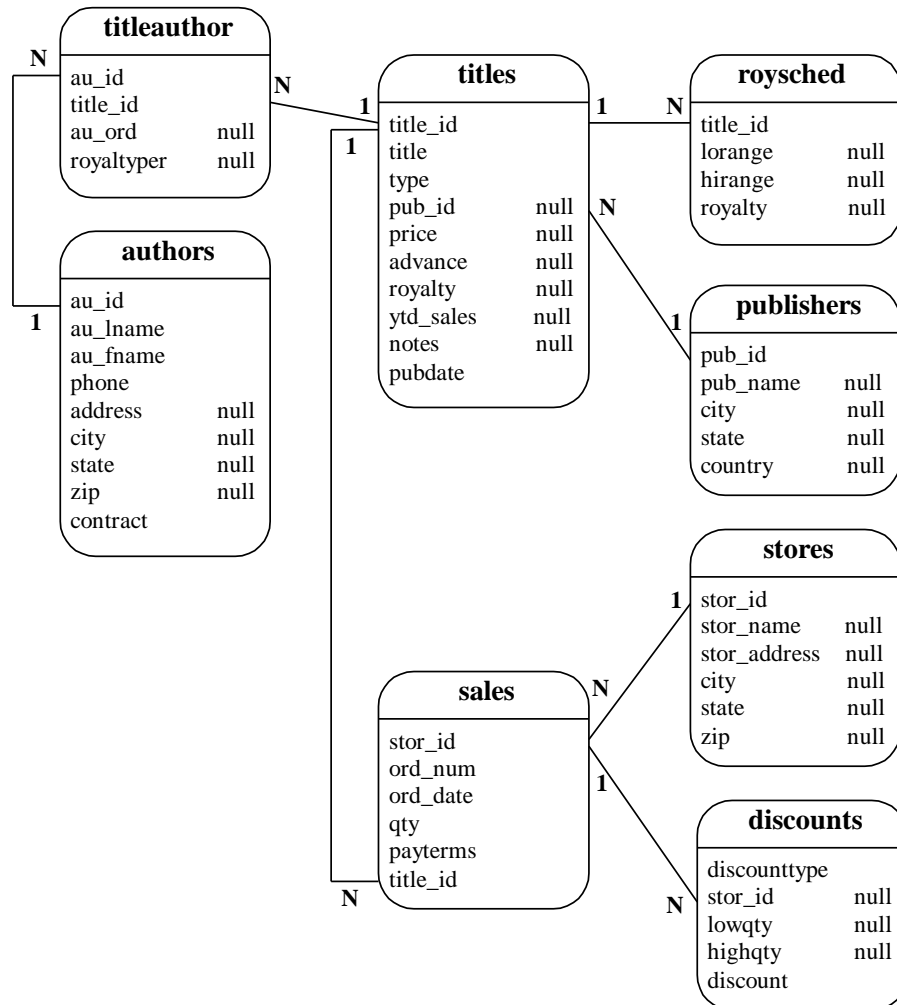 titleauthor
au_id
title_id
au_ord null
royaltyper null
N
N
1
1
authors
au_id
au_lname
au_fname
phone
address null
city null
state null
zip null
contract
1
titles
title_id
title
type
pub_id null
price null
advance null
royalty null
ytd_sales null
notes null
pubdate
1
N
N
1
roysched
title_id
lorange null
hirange null
royalty null
publishers
pub_id
pub_name null
city null
state null
country null
stores
stor_id
stor_name null
stor_address null
city null
state null
zip null
1
N
sales
stor_id
ord_num
ord_date
qty
payterms
title_id
N
1
N
discounts
discounttype
stor_id null
lowqty null
highqty null
discount